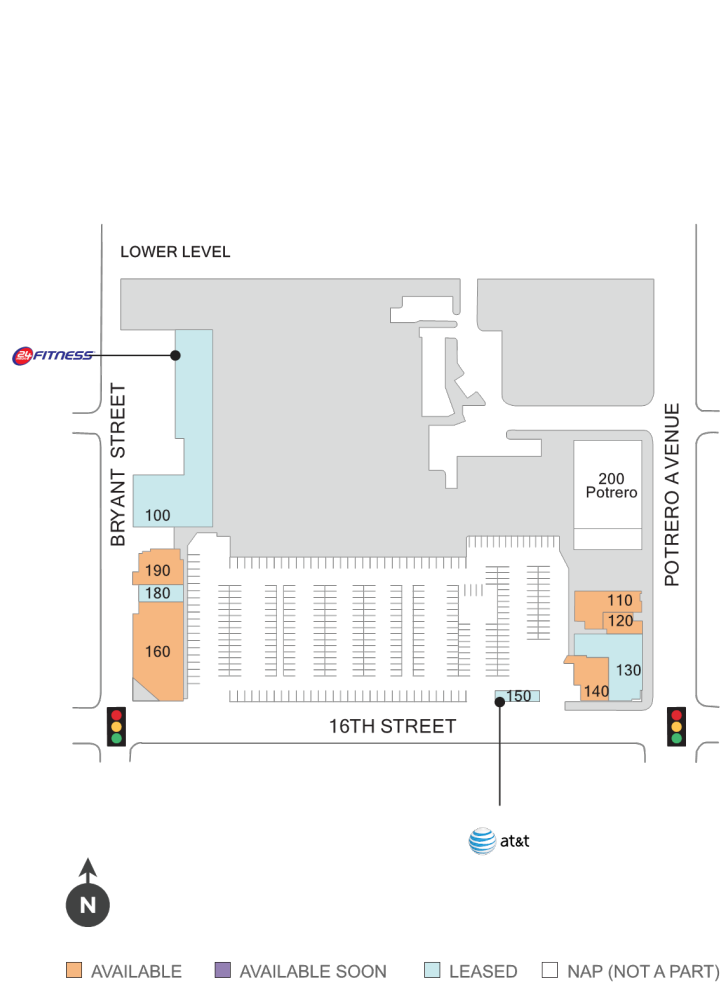 LOWER LEVEL
24
FITNESS
BRYANT STREET
POTRERO AVENUE
200
Potrero
100
190
180
160
110
120
130
140
150
16TH STREET
at&t
N
AVAILABLE
AVAILABLE SOON
LEASED
NAP (NOT A PART)